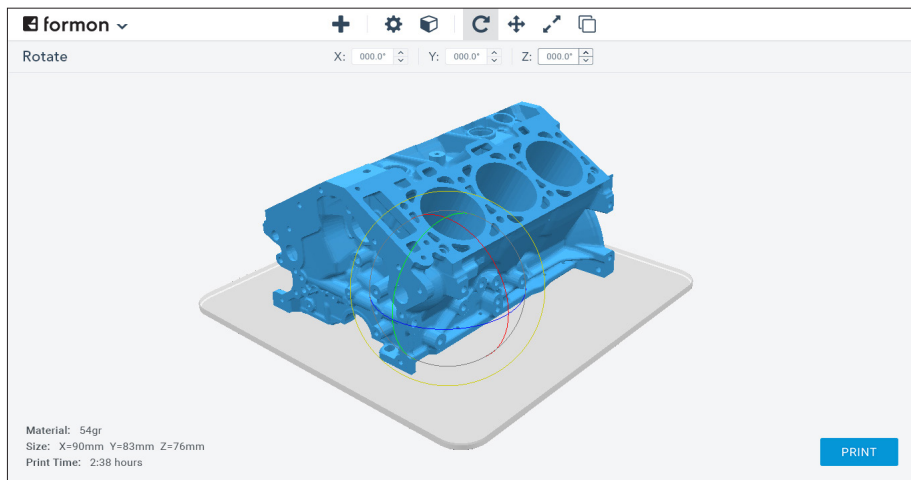 formon
Rotate
X: 000.0° Y: 000.0° Z: 000.0°
Material: 54gr
Size: X=90mm Y=83mm Z=76mm
Print Time: 2:38 hours
PRINT